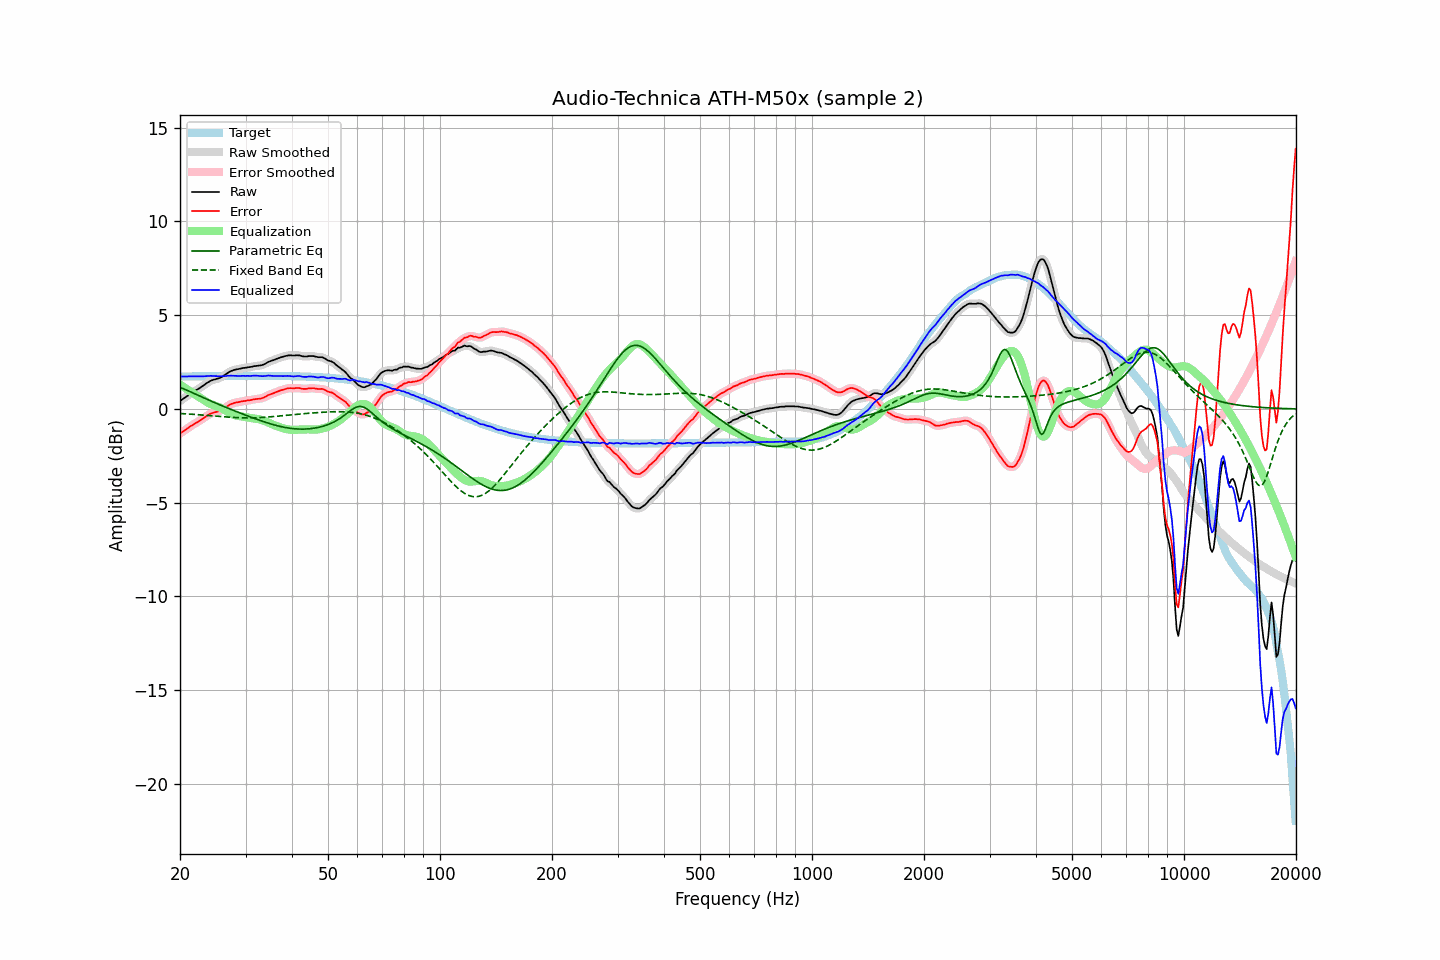 Audio-Technica ATH-M50x (sample 2)
Target
Raw Smoothed
Error Smoothed
Raw
Error
Equalization
Parametric Eq
Fixed Band Eq
Equalized
Amplitude (dBr)
15
10
5
0
−5
−10
−15
−20
20 50 100 200 500 1000 2000 5000 10000 20000
Frequency (Hz)